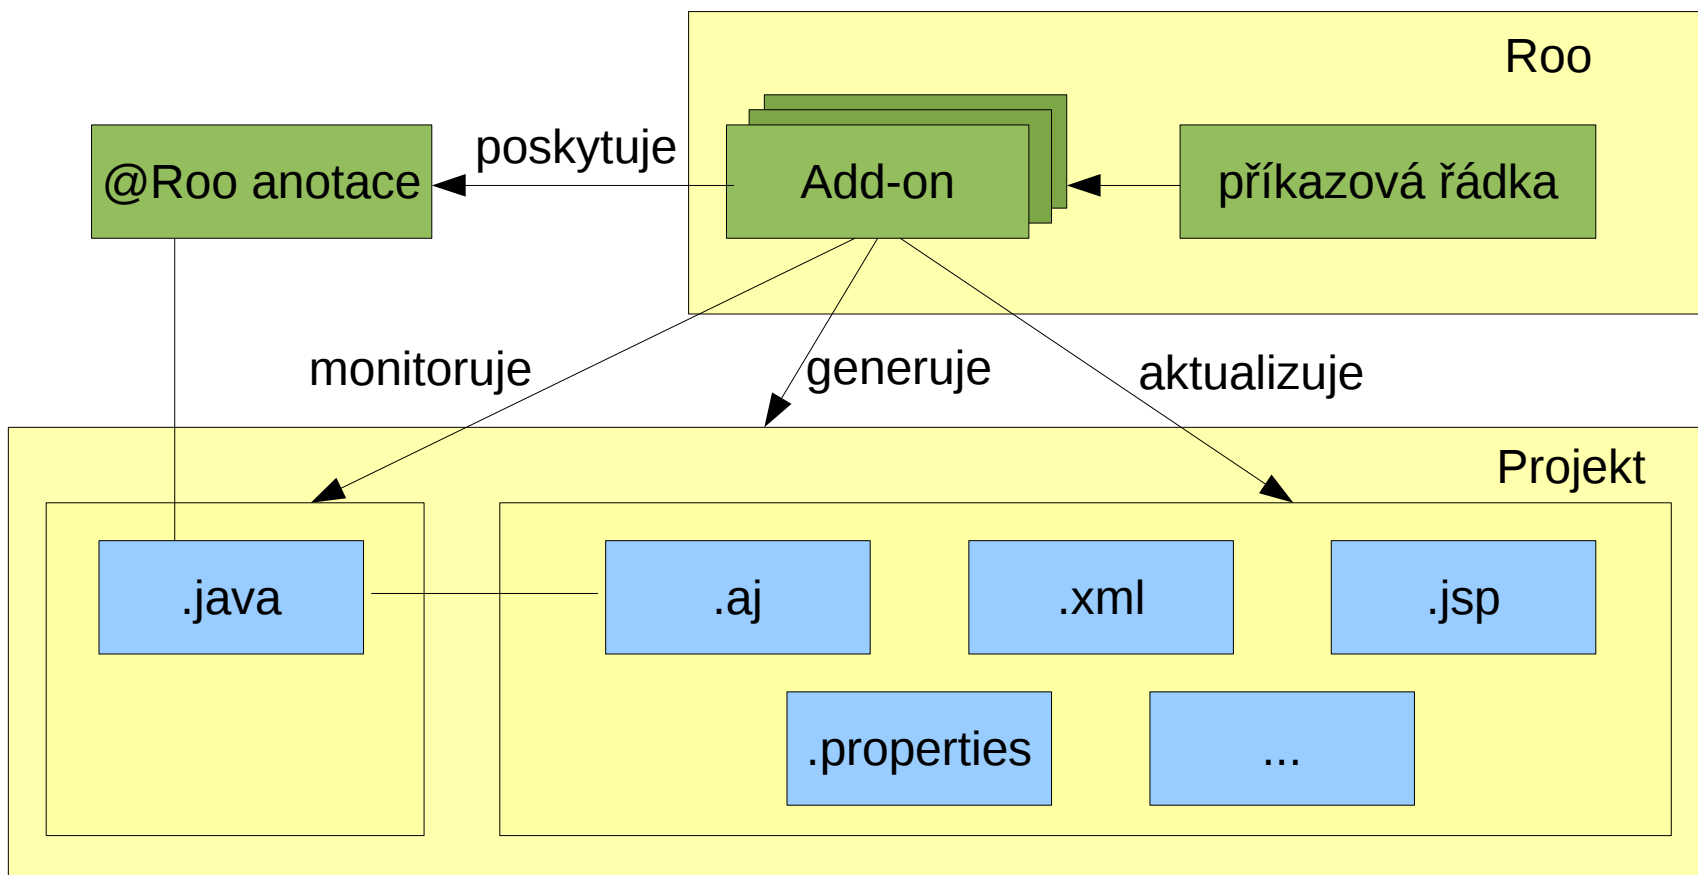 Roo
@Roo anotace
poskytuje
Add-on
příkazová řádka
monitoruje
generuje
aktualizuje
Projekt
.java
.aj
.xml
.jsp
.properties
...